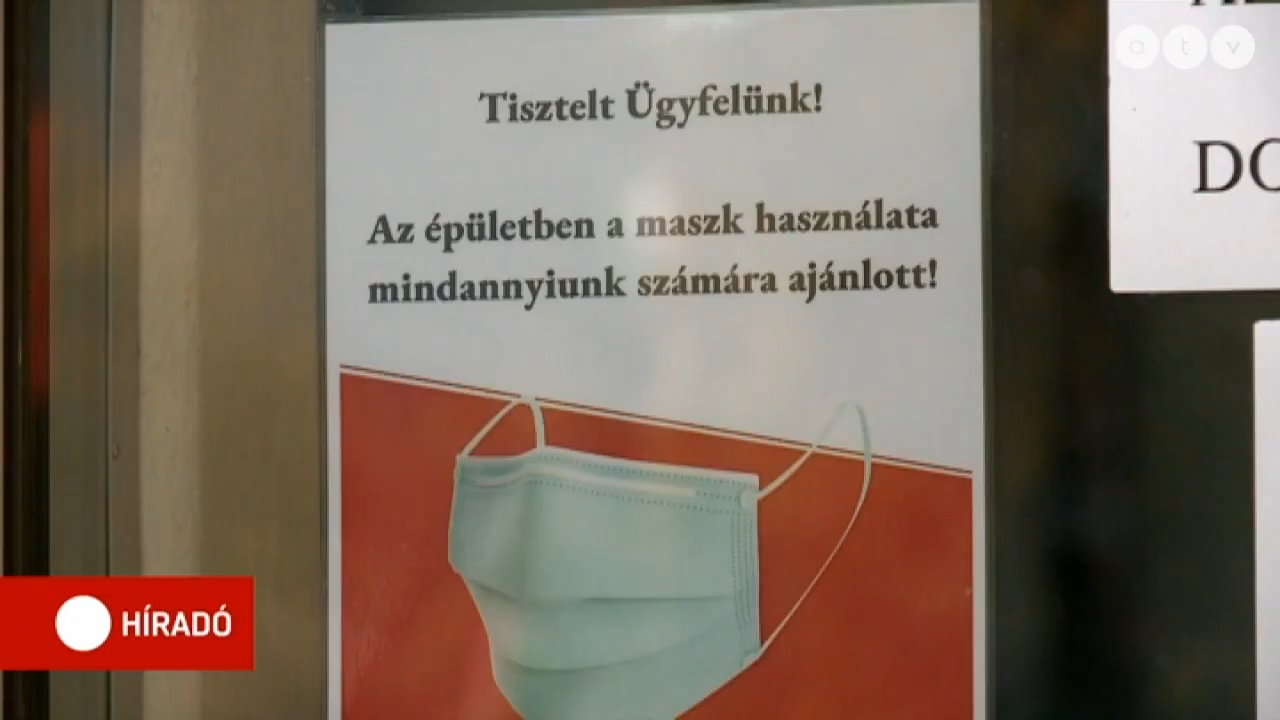 Tisztelt Ügyfelünk!
Az épületben a maszk használata
mindannyiunk számára ajánlott!
atv
DO
HÍRADÓ